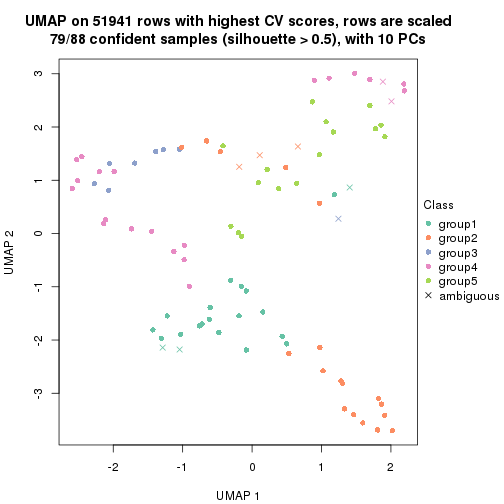 UMAP on 51941 rows with highest CV scores, rows are scaled
79/88 confident samples (silhouette > 0.5), with 10 PCs
3
2
1
0
-1
-2
-3
UMAP 2
-2
-1
0
1
2
UMAP 1
Class
group1
group2
group3
group4
group5
ambiguous